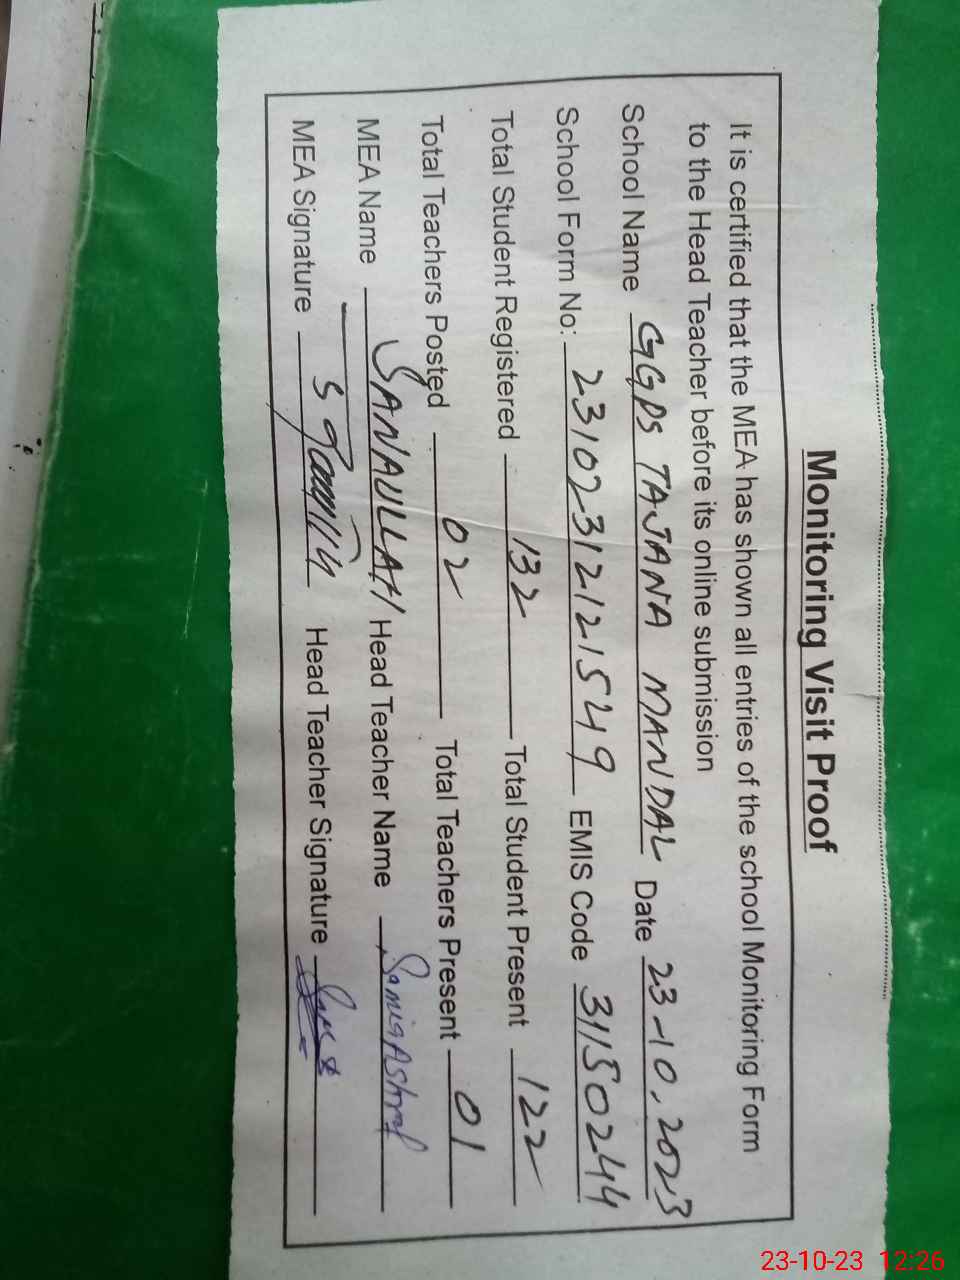 Monitoring Visit Proof
It is certified that the MEA has shown all entries of the school Monitoring Form
to the Head Teacher before its online submission
School Name GGPS TAJANA MANDAL Date 23-10.2023
School Form No: 23102312121549 EMIS Code 31150244
Total Student Registered 132 Total Student Present 122
Total Teachers Posted 02 Total Teachers Present 01
MEA Name SANAULLAH Head Teacher Name Samia Ashraf
MEA Signature Head Teacher Signature
23-10-23 12:26